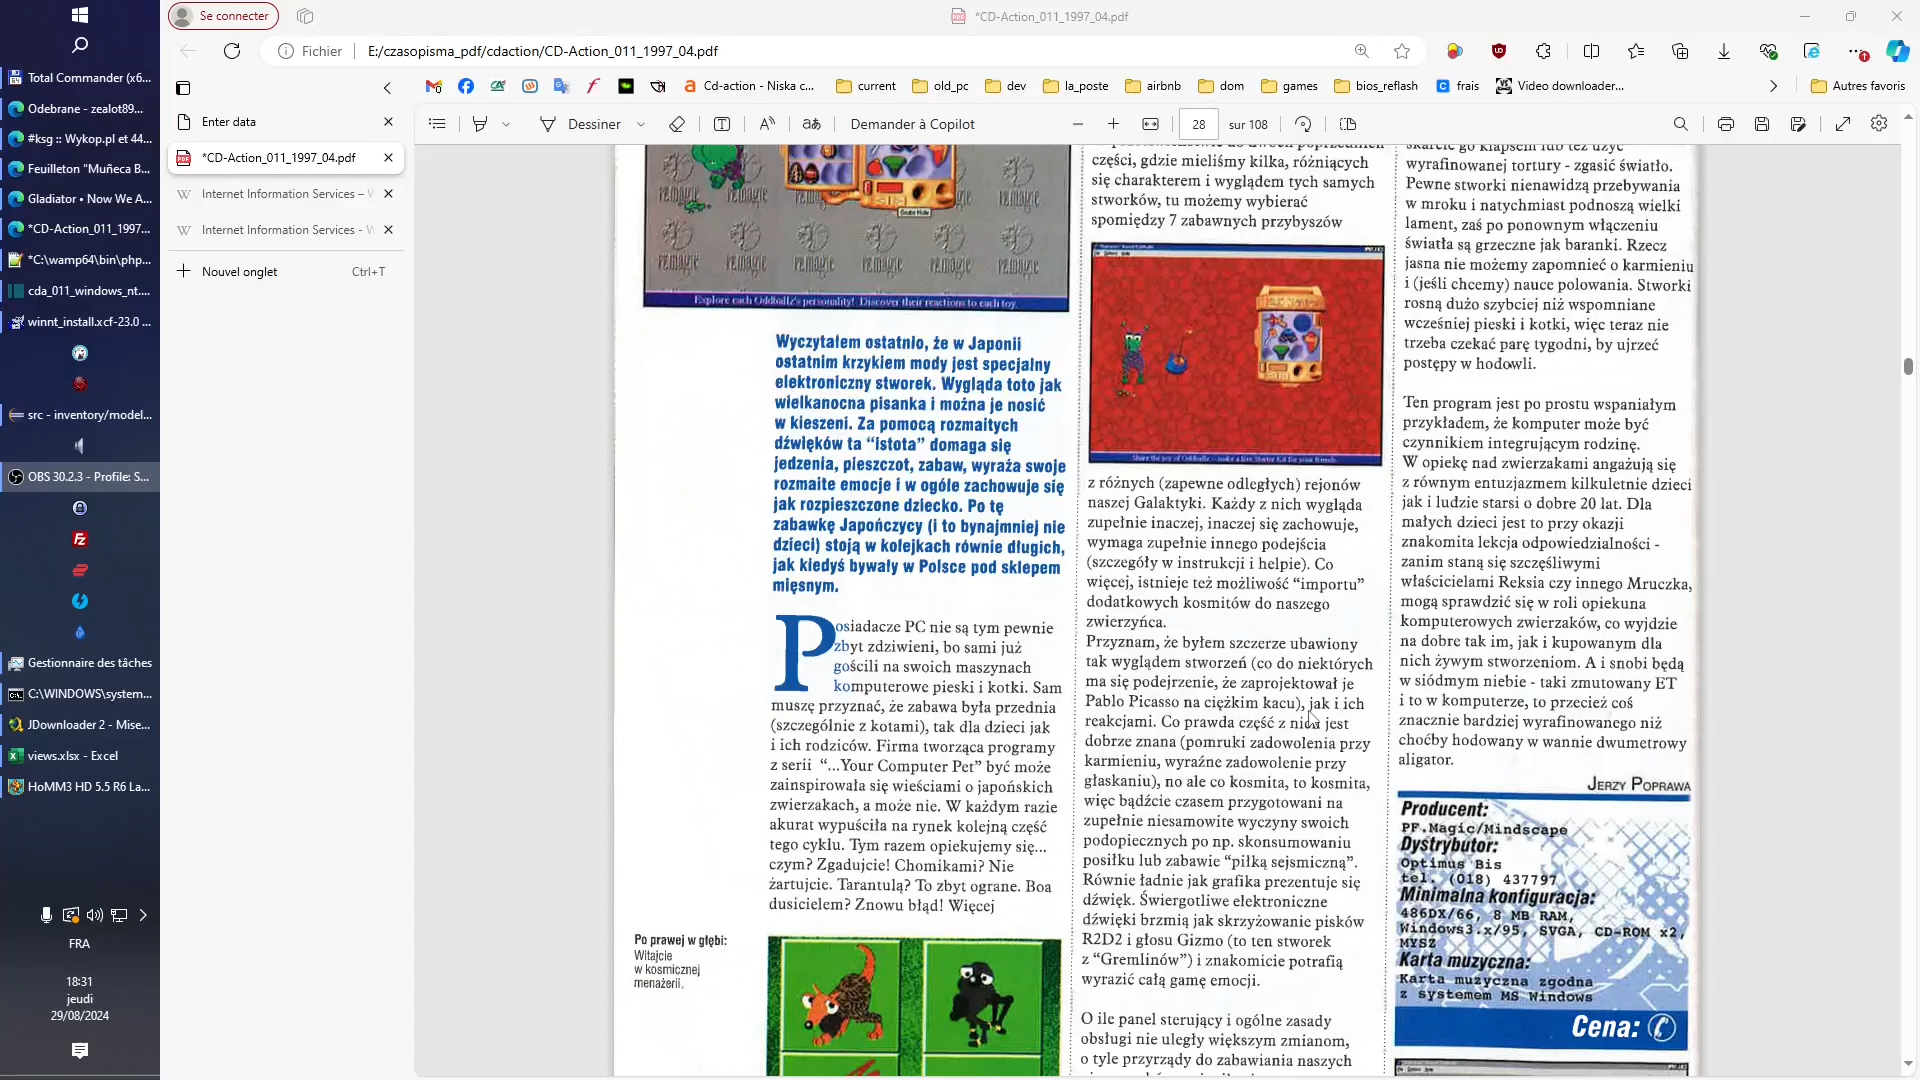 Se connecter
*CD-Action_011_1997_04.pdf
Fichier
E:/czasopisma_pdf/cdaction/CD-Action_011_1997_04.pdf
Cd-action - Niska c...
current
old_pc
dev
la_poste
airbnb
dom
games
bios_reflash
frais
Video downloader...
Autres favoris
Dessiner
Demander à Copilot
28
sur 108
Total Commander (x6...
Odebrane - zealot89...
#ksg :: Wykop.pl et 44...
Feuilleton "Muñeca B...
Gladiator • Now We A...
*CD-Action_011_1997...
*C:\wamp64\bin\php...
cda_011_windows_nt....
winnt_install.xcf-23.0 ...
src - inventory/model...
OBS 30.2.3 - Profile: S...
Gestionnaire des tâches
C:\WINDOWS\system...
JDownloader 2 - Mise...
views.xlsx - Excel
HoMM3 HD 5.5 R6 La...
FRA
18:31
jeudi
29/08/2024
Enter data
*CD-Action_011_1997_04.pdf
Internet Information Services –
Internet Information Services -
Nouvel onglet
Ctrl+T
Explore each Oddballz's personality! Discover their reactions to each toy.
Wyczytałem ostatnio, że w Japonii
ostatnim krzykiem mody jest specjalny
elektroniczny stworek. Wygląda toto jak
wielkanocna pisanka i można je nosić
w kieszeni. Za pomocą rozmaitych
dźwięków ta "istota" domaga się
jedzenia, pieszczot, zabaw, wyraża swoje
rozmaite emocje i w ogóle zachowuje się
jak rozpieszczone dziecko. Po tę
zabawkę Japończycy (i to bynajmniej nie
dzieci) stoją w kolejkach równie długich,
jak kiedyś bywały w Polsce pod sklepem
mięsnym.
Posiadacze PC nie są tym pewnie
zbyt zdziwieni, bo sami już
gościli na swoich maszynach
komputerowe pieski i kotki. Sam
muszę przyznać, że zabawa była przednia
(szczególnie z kotami), tak dla dzieci jak
i ich rodziców. Firma tworząca programy
z serii "...Your Computer Pet" być może
zainspirowała się wieściami o japońskich
zwierzakach, a może nie. W każdym razie
akurat wypuściła na rynek kolejną część
tego cyklu. Tym razem opiekujemy się...
czym? Zgadujcie! Chomikami? Nie
żartujcie. Tarantulą? To zbyt ograne. Boa
dusicielem? Znowu błąd! Więcej
Po prawej w głębi:
Witajcie
w kosmicznej
menażerii.
części, gdzie mieliśmy kilka, różniących
się charakterem i wyglądem tych samych
stworków, tu możemy wybierać
spomiędzy 7 zabawnych przybyszów
Share the joy of Oddballz -- make a free Starter Kit for your friends.
z różnych (zapewne odległych) rejonów
naszej Galaktyki. Każdy z nich wygląda
zupełnie inaczej, inaczej się zachowuje,
wymaga zupełnie innego podejścia
(szczegóły w instrukcji i helpie). Co
więcej, istnieje też możliwość "importu"
dodatkowych kosmitów do naszego
zwierzyńca.
Przyznam, że byłem szczerze ubawiony
tak wyglądem stworzeń (co do niektórych
ma się podejrzenie, że zaprojektował je
Pablo Picasso na ciężkim kacu), jak i ich
reakcjami. Co prawda część z nich jest
dobrze znana (pomruki zadowolenia przy
karmieniu, wyraźne zadowolenie przy
głaskaniu), no ale co kosmita, to kosmita,
więc bądźcie czasem przygotowani na
zupełnie niesamowite wyczyny swoich
podopiecznych po np. skonsumowaniu
posiłku lub zabawie "piłką sejsmiczną".
Równie ładnie jak grafika prezentuje się
dźwięk. Świergotliwe elektroniczne
dźwięki brzmią jak skrzyżowanie pisków
R2D2 i głosu Gizmo (to ten stworek
z "Gremlinów") i znakomicie potrafią
wyrazić całą gamę emocji.
O ile panel sterujący i ogólne zasady
obsługi nie uległy większym zmianom,
o tyle przyrządy do zabawiania naszych
skarcić go klapsem lub też użyć
wyrafinowanej tortury - zgasić światło.
Pewne stworki nienawidzą przebywania
w mroku i natychmiast podnoszą wielki
lament, zaś po ponownym włączeniu
światła są grzeczne jak baranki. Rzecz
jasna nie możemy zapomnieć o karmieniu
i (jeśli chcemy) nauce polowania. Stworki
rosną dużo szybciej niż wspomniane
wcześniej pieski i kotki, więc teraz nie
trzeba czekać parę tygodni, by ujrzeć
postępy w hodowli.
Ten program jest po prostu wspaniałym
przykładem, że komputer może być
czynnikiem integrującym rodzinę.
W opiekę nad zwierzakami angażują się
z równym entuzjazmem kilkuletnie dzieci
jak i ludzie starsi o dobre 20 lat. Dla
małych dzieci jest to przy okazji
znakomita lekcja odpowiedzialności -
zanim staną się szczęśliwymi
właścicielami Reksia czy innego Mruczka,
mogą sprawdzić się w roli opiekuna
komputerowych zwierzaków, co wyjdzie
na dobre tak im, jak i kupowanym dla
nich żywym stworzeniom. A i snobi będą
w siódmym niebie - taki zmutowany ET
i to w komputerze, to przecież coś
znacznie bardziej wyrafinowanego niż
choćby hodowany w wannie dwumetrowy
aligator.
JERZY POPRAWA
Producent:
PF.Magic/Mindscape
Dystrybutor:
Optimus Bis
tel. (018) 437797
Minimalna konfiguracja:
486DX/66, 8 MB RAM,
Windows3.x/95, SVGA, CD-ROM x2,
MYSZ
Karta muzyczna:
Karta muzyczna zgodna
z systemem MS Windows
Cena: